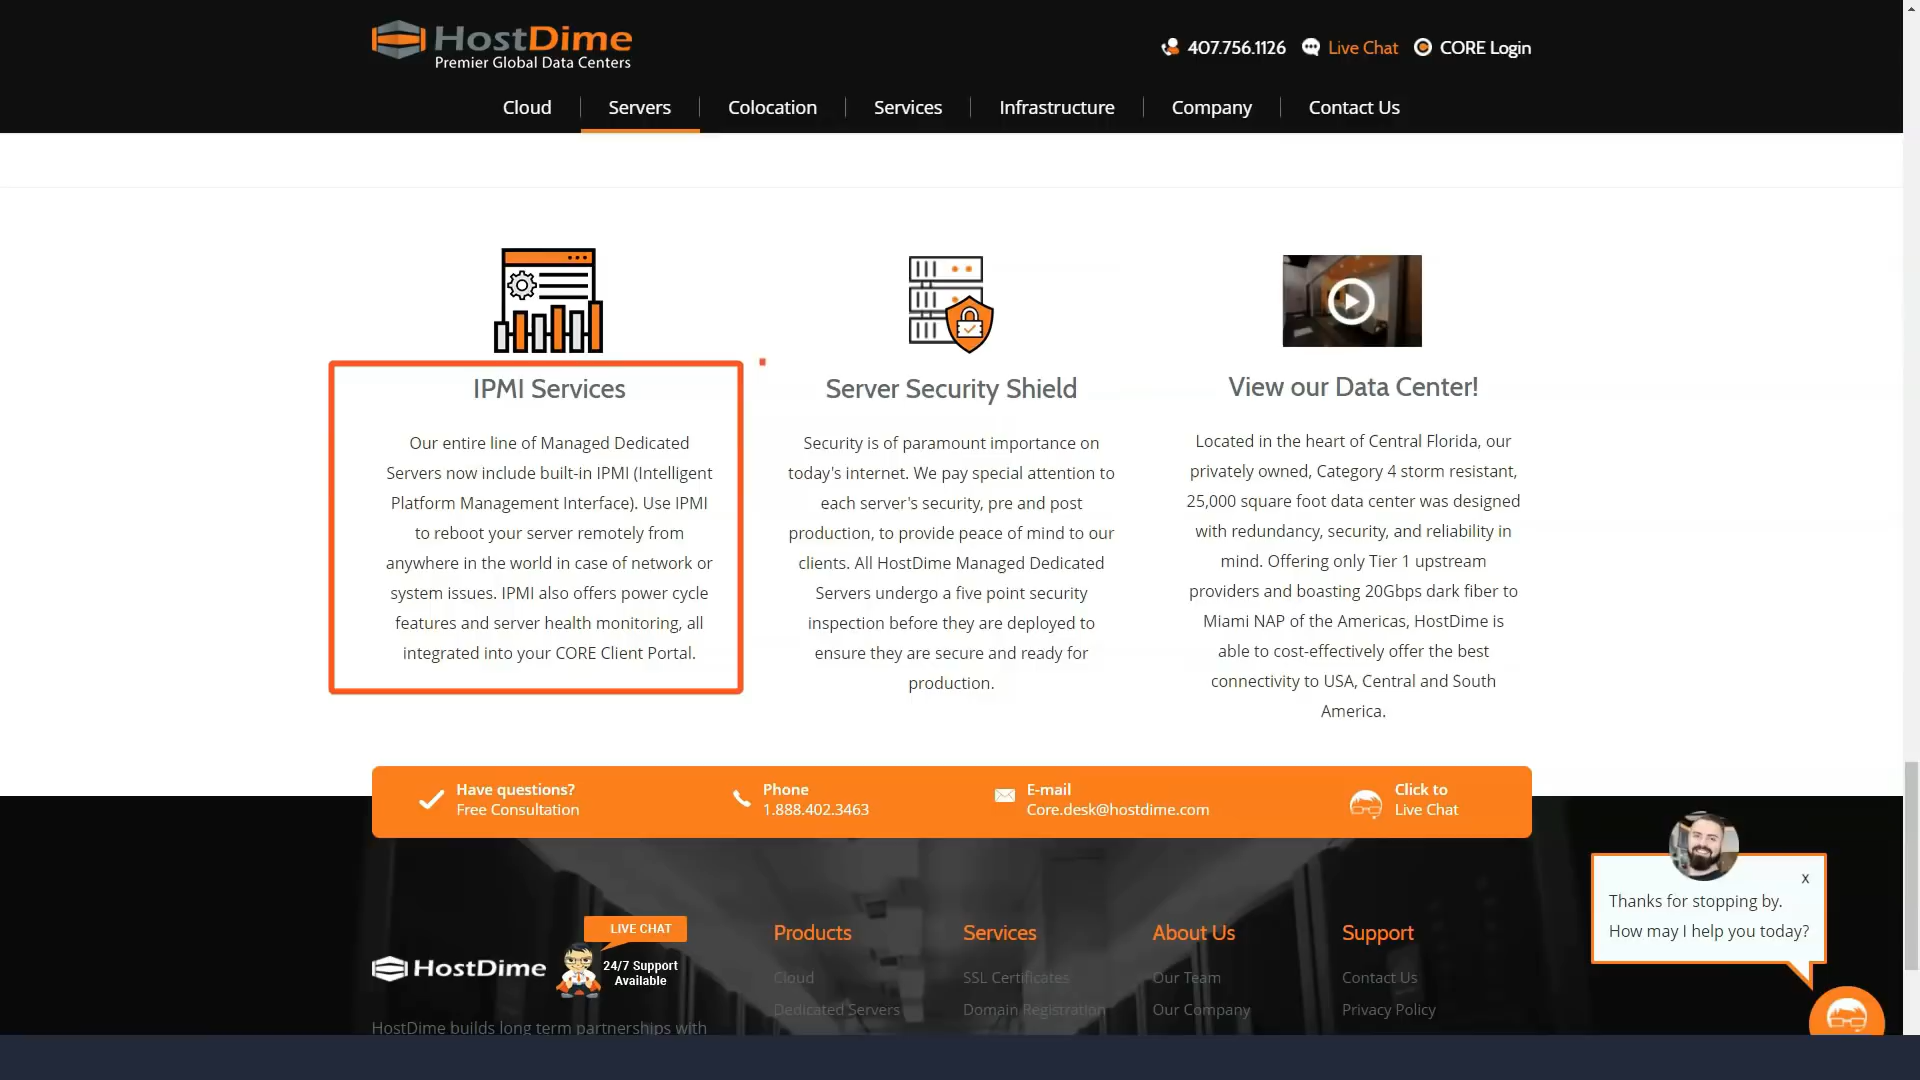 HostDime
Premier Global Data Centers
407.756.1126
Live Chat
CORE Login
Cloud
Servers
Colocation
Services
Infrastructure
Company
Contact Us
IPMI Services
Our entire line of Managed Dedicated
Servers now include built-in IPMI (Intelligent
Platform Management Interface). Use IPMI
to reboot your server remotely from
anywhere in the world in case of network or
system issues. IPMI also offers power cycle
features and server health monitoring, all
integrated into your CORE Client Portal.
Server Security Shield
Security is of paramount importance on
today's internet. We pay special attention to
each server's security, pre and post
production, to provide peace of mind to our
clients. All HostDime Managed Dedicated
Servers undergo a five point security
inspection before they are deployed to
ensure they are secure and ready for
production.
View our Data Center!
Located in the heart of Central Florida, our
privately owned, Category 4 storm resistant,
25,000 square foot data center was designed
with redundancy, security, and reliability in
mind. Offering only Tier 1 upstream
providers and boasting 20Gbps dark fiber to
Miami NAP of the Americas, HostDime is
able to cost-effectively offer the best
connectivity to USA, Central and South
America.
Have questions?
Free Consultation
Phone
1.888.402.3463
E-mail
Core.desk@hostdime.com
Click to
Live Chat
x
Thanks for stopping by.
How may I help you today?
HostDime
LIVE CHAT
24/7 Support
Available
HostDime builds long term partnerships with
Products
Cloud
Dedicated Servers
Services
SSL Certificates
Domain Registration
About Us
Our Team
Our Company
Support
Contact Us
Privacy Policy